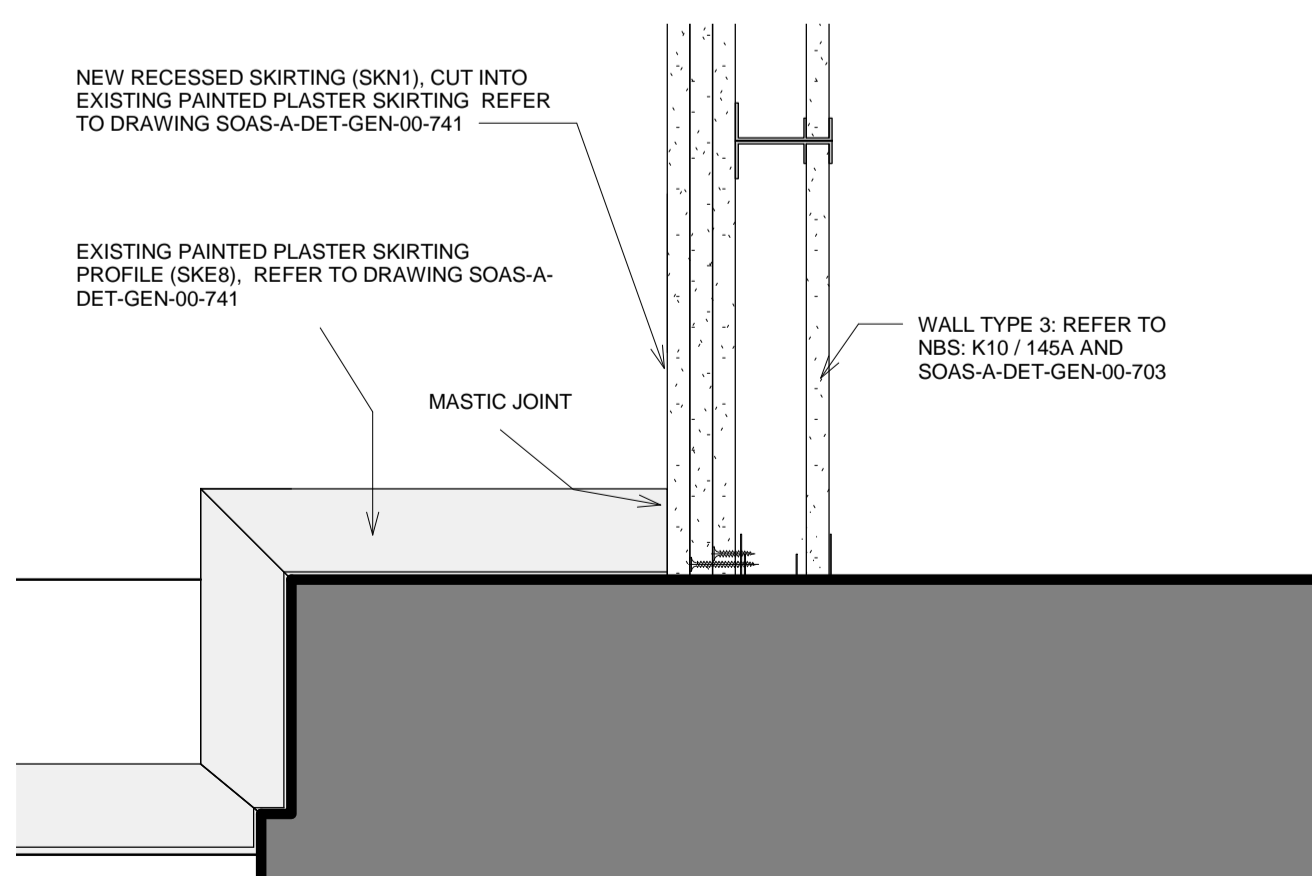 NEW RECESSED SKIRTING (SKN1), CUT INTO
EXISTING PAINTED PLASTER SKIRTING  REFER
TO DRAWING SOAS-A-DET-GEN-00-741
EXISTING PAINTED PLASTER SKIRTING
PROFILE (SKE8),  REFER TO DRAWING SOAS-A-
DET-GEN-00-741
MASTIC JOINT
WALL TYPE 3: REFER TO
NBS: K10 / 145A AND
SOAS-A-DET-GEN-00-703